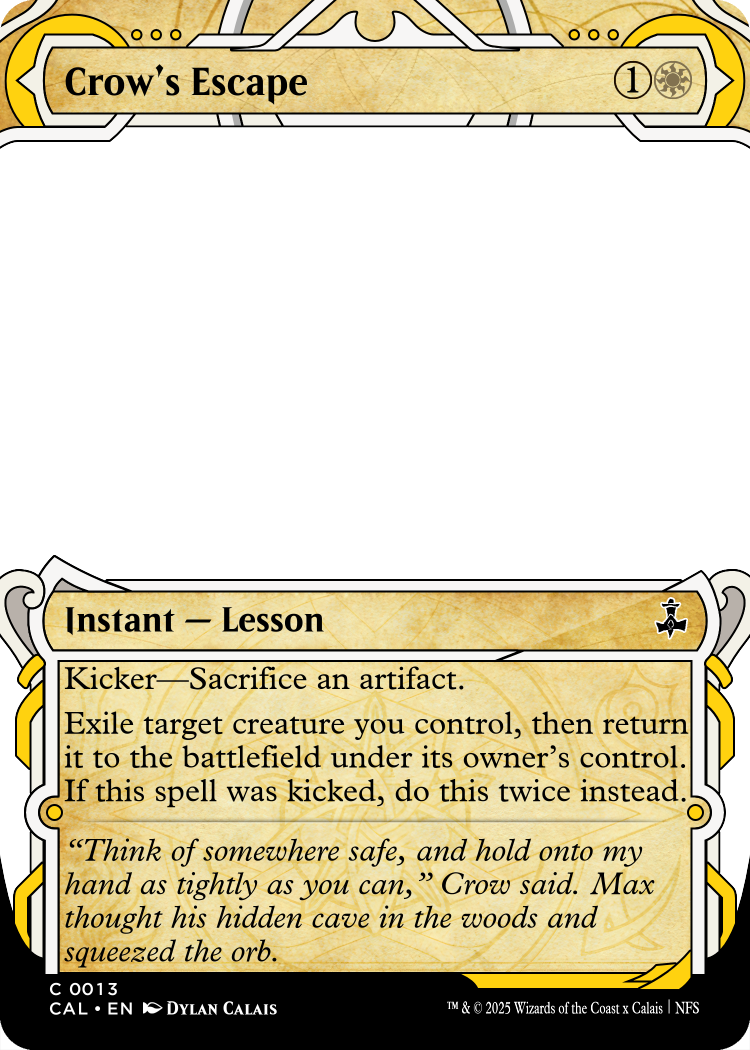 Crow's Escape 1
Instant — Lesson
Kicker—Sacrifice an artifact.
Exile target creature you control, then return
it to the battlefield under its owner's control.
If this spell was kicked, do this twice instead.
“Think of somewhere safe, and hold onto my
hand as tightly as you can,” Crow said. Max
thought his hidden cave in the woods and
squeezed the orb.
C 0013
CAL • EN DYLAN CALAIS
™ & © 2025 Wizards of the Coast x Calais | NFS